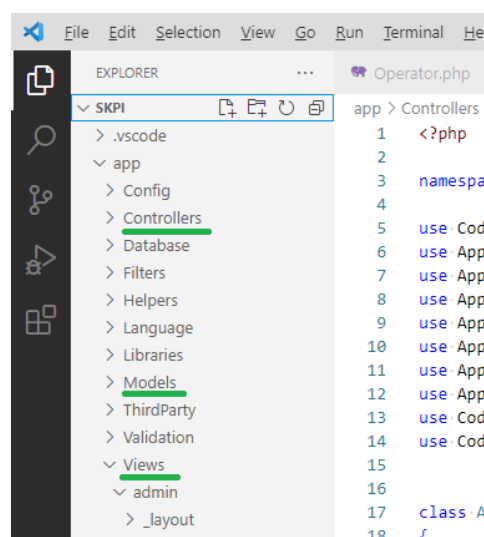 File Edit Selection View Go Run Terminal He
EXPLORER ...
Operator.php
SKPI
app > Controllers
.vscode
app
Config
Controllers
Database
Filters
Helpers
Language
Libraries
Models
ThirdParty
Validation
Views
admin
_layout
1 <?php
2
3 namespa
4
5 use Cod
6 use App
7 use App
8 use App
9 use App
10 use App
11 use App
12 use App
13 use Cod
14 use Cod
15
16
17 class A
18 {